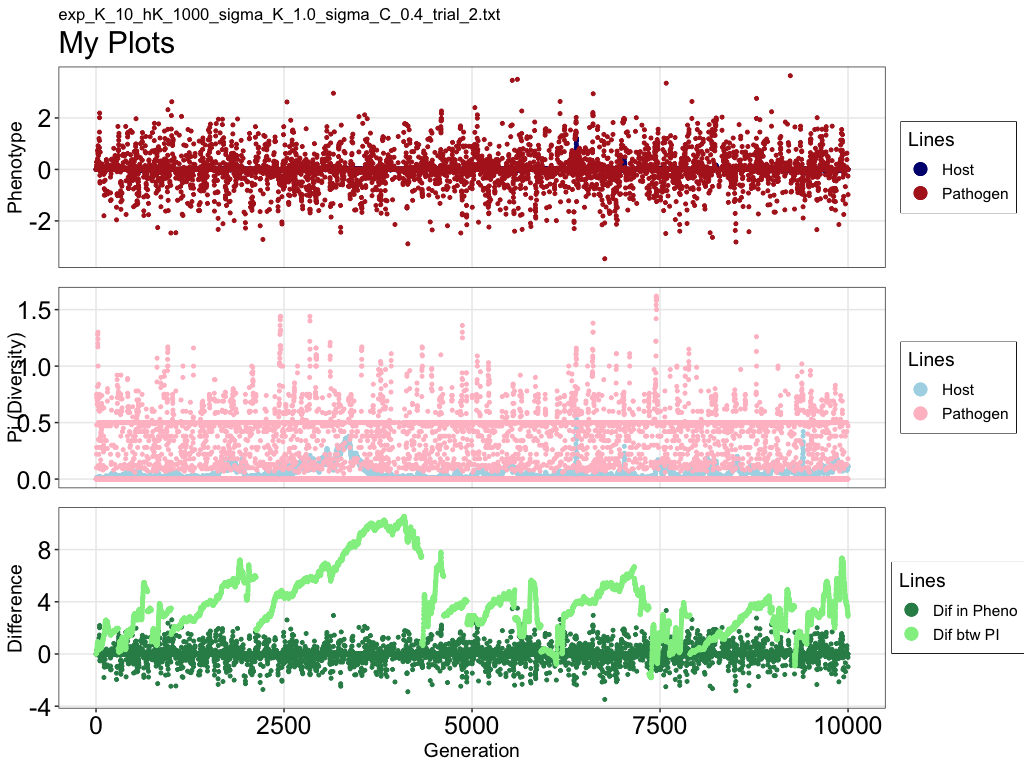 exp_K_10_hK_1000_sigma_K_1.0_sigma_C_0.4_trial_2.txt
My Plots
Phenotype
2
0
-2
Lines
Host
Pathogen
Pi (Diversity)
1.5
1.0
0.5
0.0
Lines
Host
Pathogen
Difference
8
4
0
-4
Lines
Dif in Pheno
Dif btw PI
0 2500 5000 7500 10000
Generation